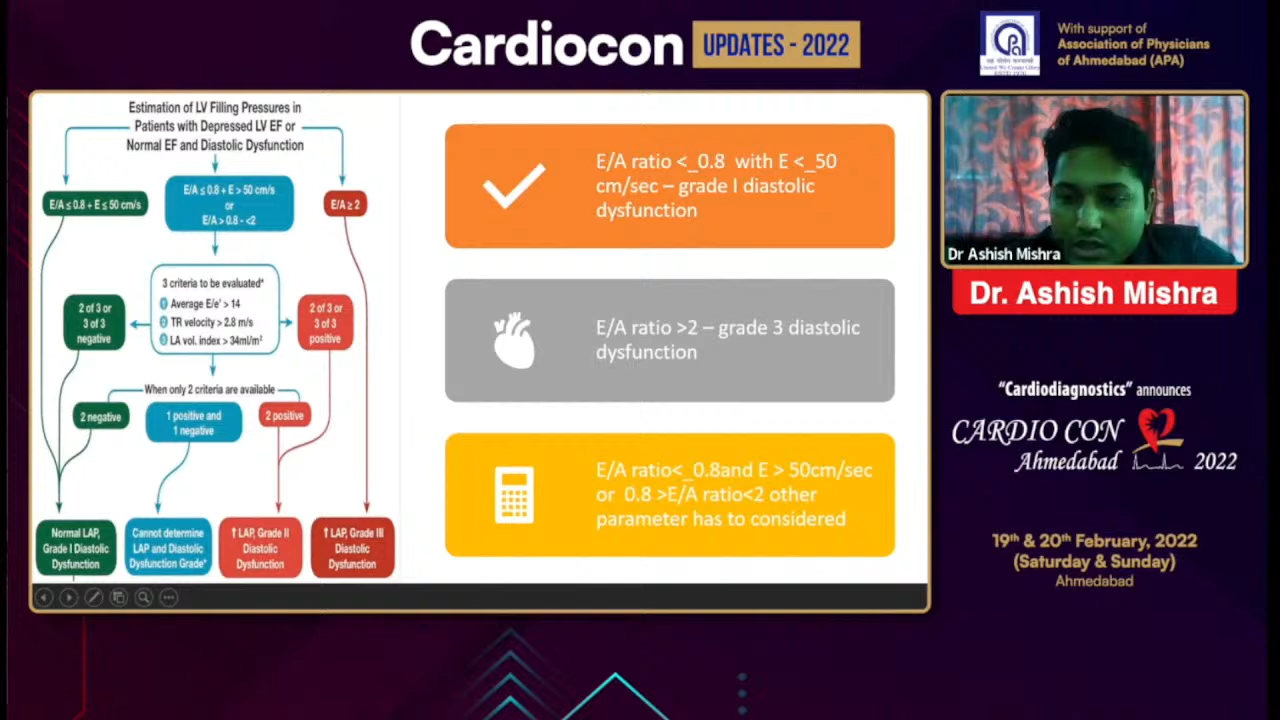 Cardiocon
UPDATES - 2022
With support of
Association of Physicians
of Ahmedabad (APA)
Estimation of LV Filling Pressures in
Patients with Depressed LV EF or
Normal EF and Diastolic Dysfunction
E/A ≤ 0.8 + E ≤ 50 cm/s
E/A ≤ 0.8 + E > 50 cm/s
or
E/A > 0.8 - <2
E/A ≥ 2
3 criteria to be evaluated*
1 Average E/e' > 14
2 TR velocity > 2.8 m/s
3 LA vol. index > 34ml/m²
2 of 3 or
3 of 3
negative
2 of 3 or
3 of 3
positive
When only 2 criteria are available
2 negative
1 positive and
1 negative
2 positive
Normal LAP,
Grade I Diastolic
Dysfunction
Cannot determine
LAP and Diastolic
Dysfunction Grade*
↑ LAP, Grade II
Diastolic
Dysfunction
↑ LAP, Grade III
Diastolic
Dysfunction
E/A ratio <_0.8 with E <_50
cm/sec – grade I diastolic
dysfunction
E/A ratio >2 – grade 3 diastolic
dysfunction
E/A ratio<_0.8and E > 50cm/sec
or 0.8 >E/A ratio<2 other
parameter has to considered
Dr Ashish Mishra
Dr. Ashish Mishra
“Cardiodiagnostics” announces
CARDIO CON
Ahmedabad 2022
19th & 20th February, 2022
(Saturday & Sunday)
Ahmedabad